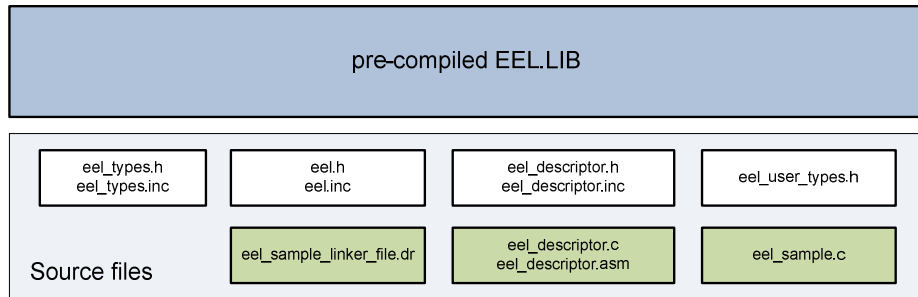 pre-compiled EEL.LIB
eel_types.h
eel_types.inc
eel.h
eel.inc
eel_descriptor.h
eel_descriptor.inc
eel_user_types.h
eel_sample_linker_file.dr
eel_descriptor.c
eel_descriptor.asm
eel_sample.c
Source files